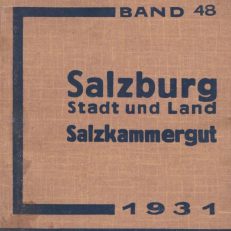 BAND 48
Salzburg
Stadt und Land
Salzkammergut
1931